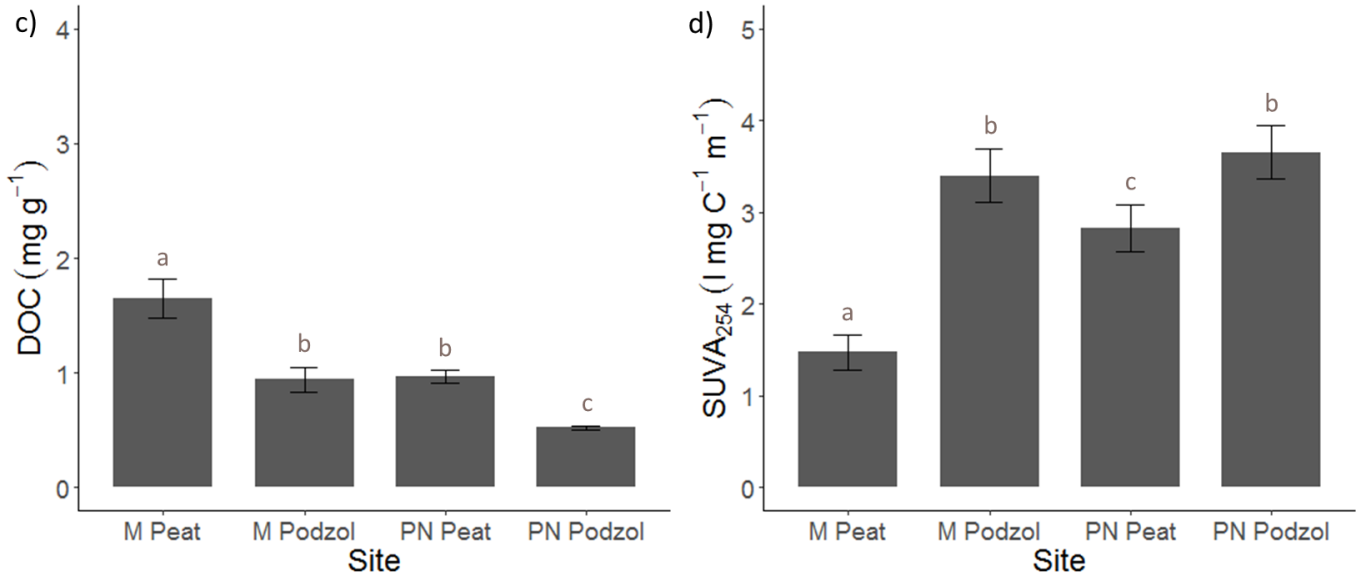 c)
DOC (mg g⁻¹)
4
3
2
1
0
a
b
b
c
M Peat
M Podzol
PN Peat
PN Podzol
Site
d)
SUVA₂₅₄ (l mg C⁻¹ m⁻¹)
5
4
3
2
1
0
a
b
c
b
M Peat
M Podzol
PN Peat
PN Podzol
Site